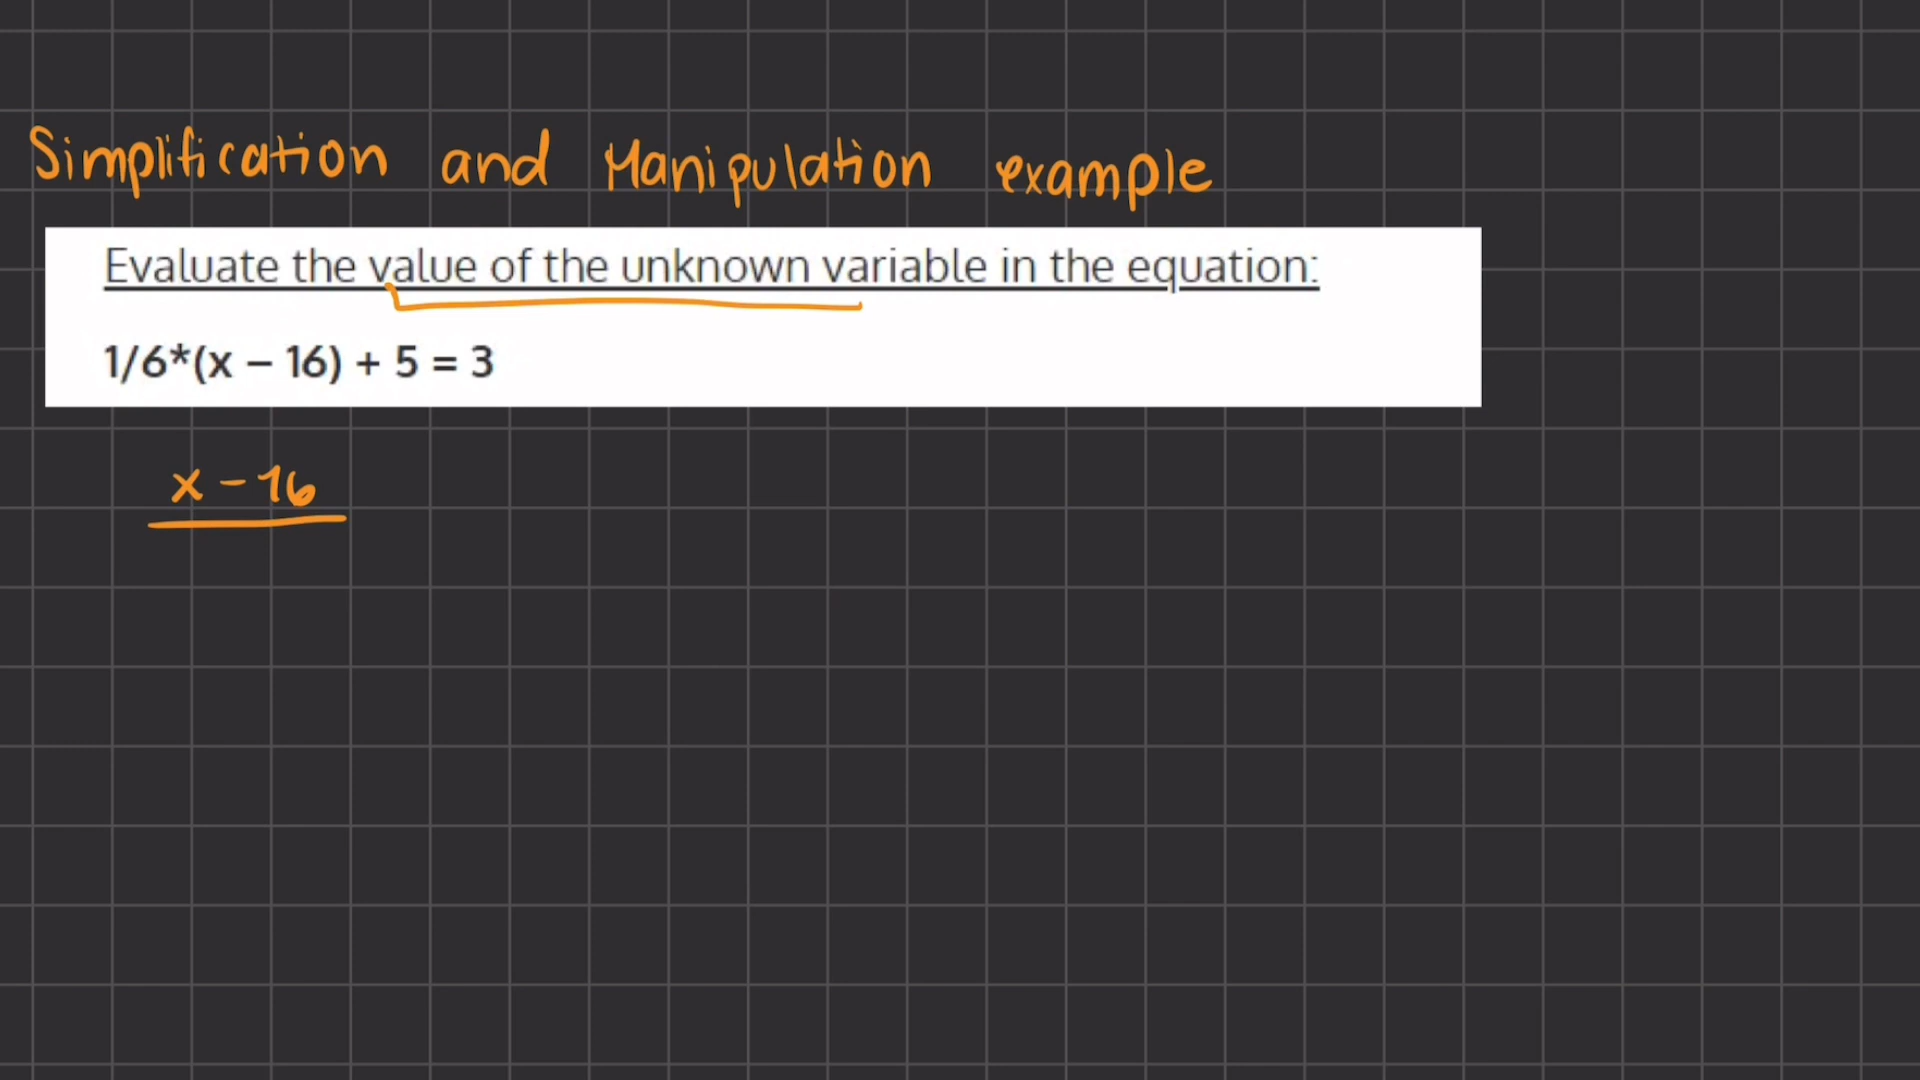 Simplification and Manipulation example
Evaluate the value of the unknown variable in the equation:
1/6*(x – 16) + 5 = 3
x - 16